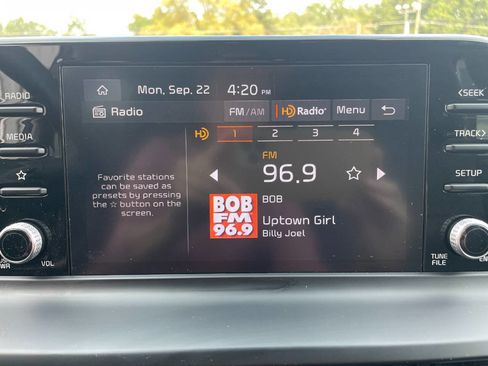 Mon, Sep. 22 4:20 PM
RADIO
<SEEK
Radio FM/AM HD Radio Menu
MEDIA
TRACK>
HD 1 2 3 4
FM
96.9
Favorite stations
can be saved as
presets by pressing
the ☆ button on the
screen.
SETUP
BOB
BOB
FM
96.9
Uptown Girl
Billy Joel
PWR VOL
TUNE
FILE